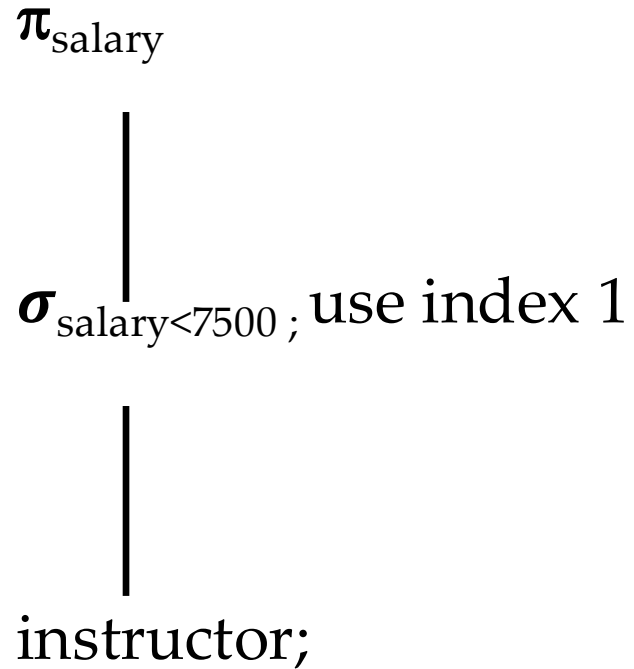 πsalary
σsalary<7500 ; use index 1
instructor;